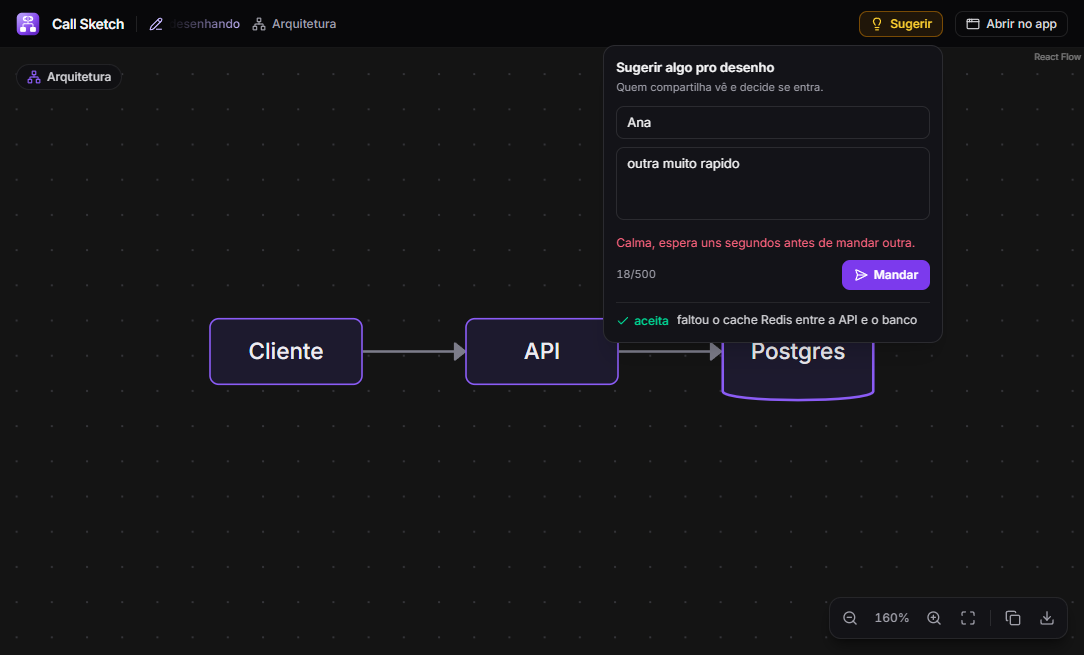 Call Sketch
desenhando
Arquitetura
Sugerir
Abrir no app
React Flow
Arquitetura
Sugerir algo pro desenho
Quem compartilha vê e decide se entra.
Ana
outra muito rapido
Calma, espera uns segundos antes de mandar outra.
18/500
Mandar
aceita faltou o cache Redis entre a API e o banco
Cliente
API
Postgres
160%